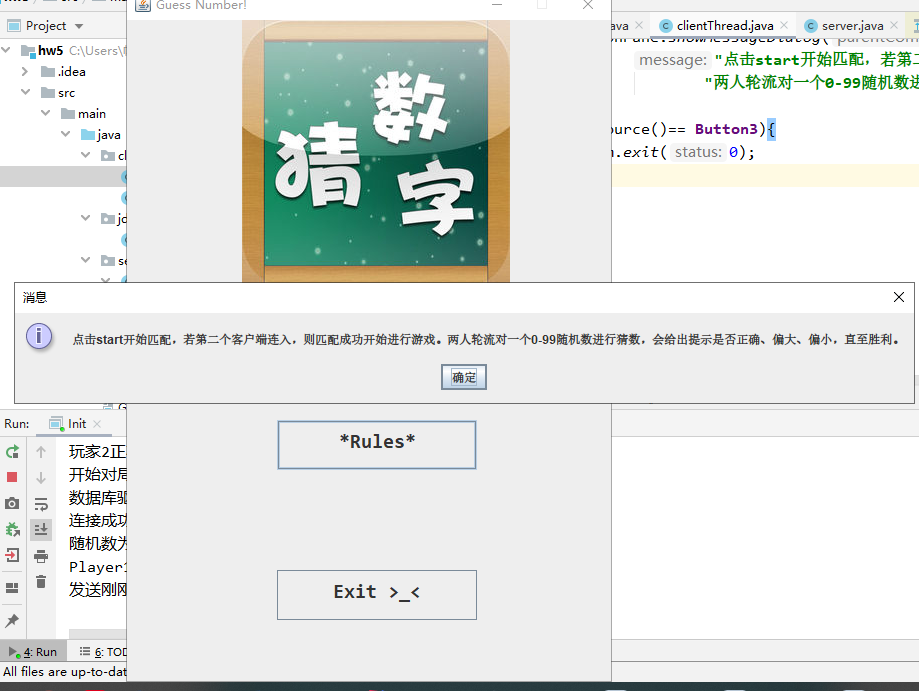 Guess Number!
Project
clientThread.java
server.java
hw5 C:\Users\
.idea
src
main
java
message: "点击start开始匹配，若第二
"两人轮流对一个0-99随机数进
ource()== Button3){
.exit( status: 0);
猜数字
消息
点击start开始匹配，若第二个客户端连入，则匹配成功开始进行游戏。两人轮流对一个0-99随机数进行猜数，会给出提示是否正确、偏大、偏小，直至胜利。
确定
Run: Init
*Rules*
玩家2正
开始对局
数据库驱
连接成功
随机数为
Player1
发送刚刚
Exit >_<
4: Run 6: TOD
All files are up-to-dat